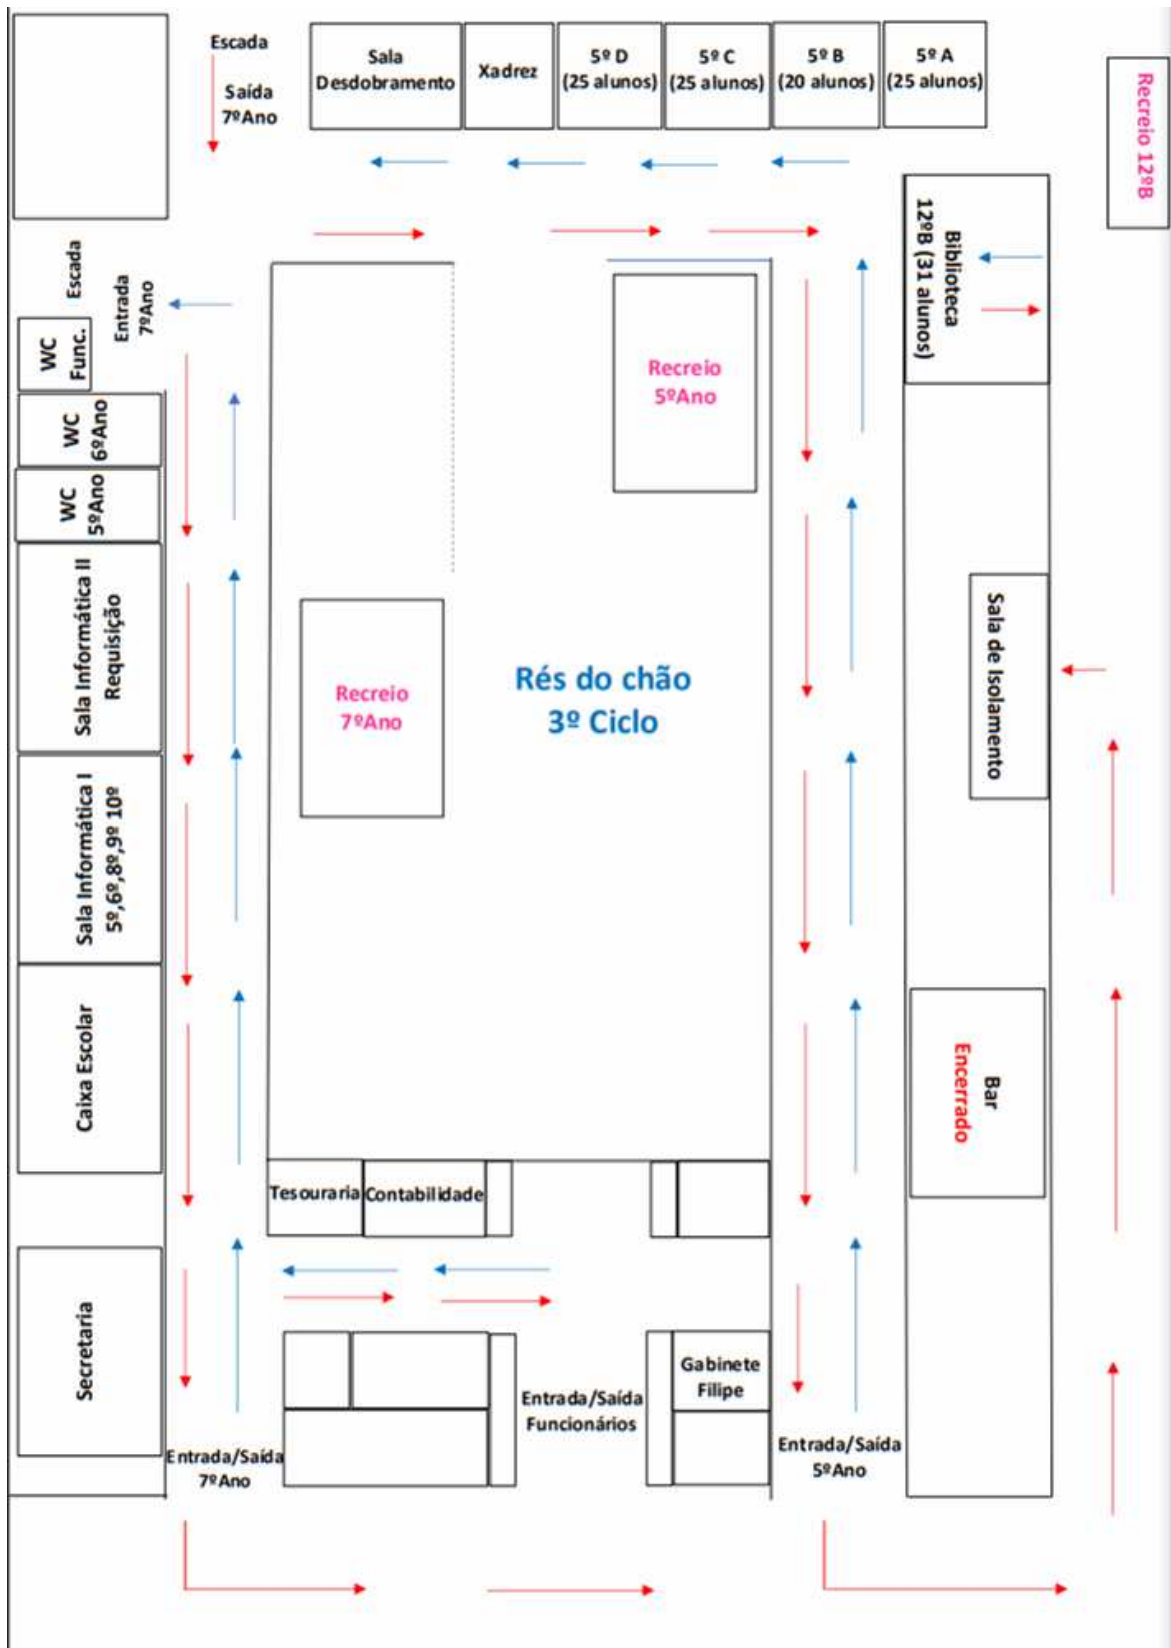 Escada
Saída
7ºAno
Sala
Desdobramento
Xadrez
5º D
(25 alunos)
5º C
(25 alunos)
5º B
(20 alunos)
5º A
(25 alunos)
Recreio 12ºB
Biblioteca
12ºB (31 alunos)
Escada
Entrada
7ºAno
WC
Func.
WC
6ºAno
WC
5ºAno
Recreio
5ºAno
Sala Informática II
Requisição
Recreio
7ºAno
Rés do chão
3º Ciclo
Sala de Isolamento
Sala Informática I
5º,6º,8º,9º 10º
Caixa Escolar
Bar
Encerrado
Tesouraria
Contabilidade
Secretaria
Gabinete
Filipe
Entrada/Saída
Funcionários
Entrada/Saída
7ºAno
Entrada/Saída
5ºAno